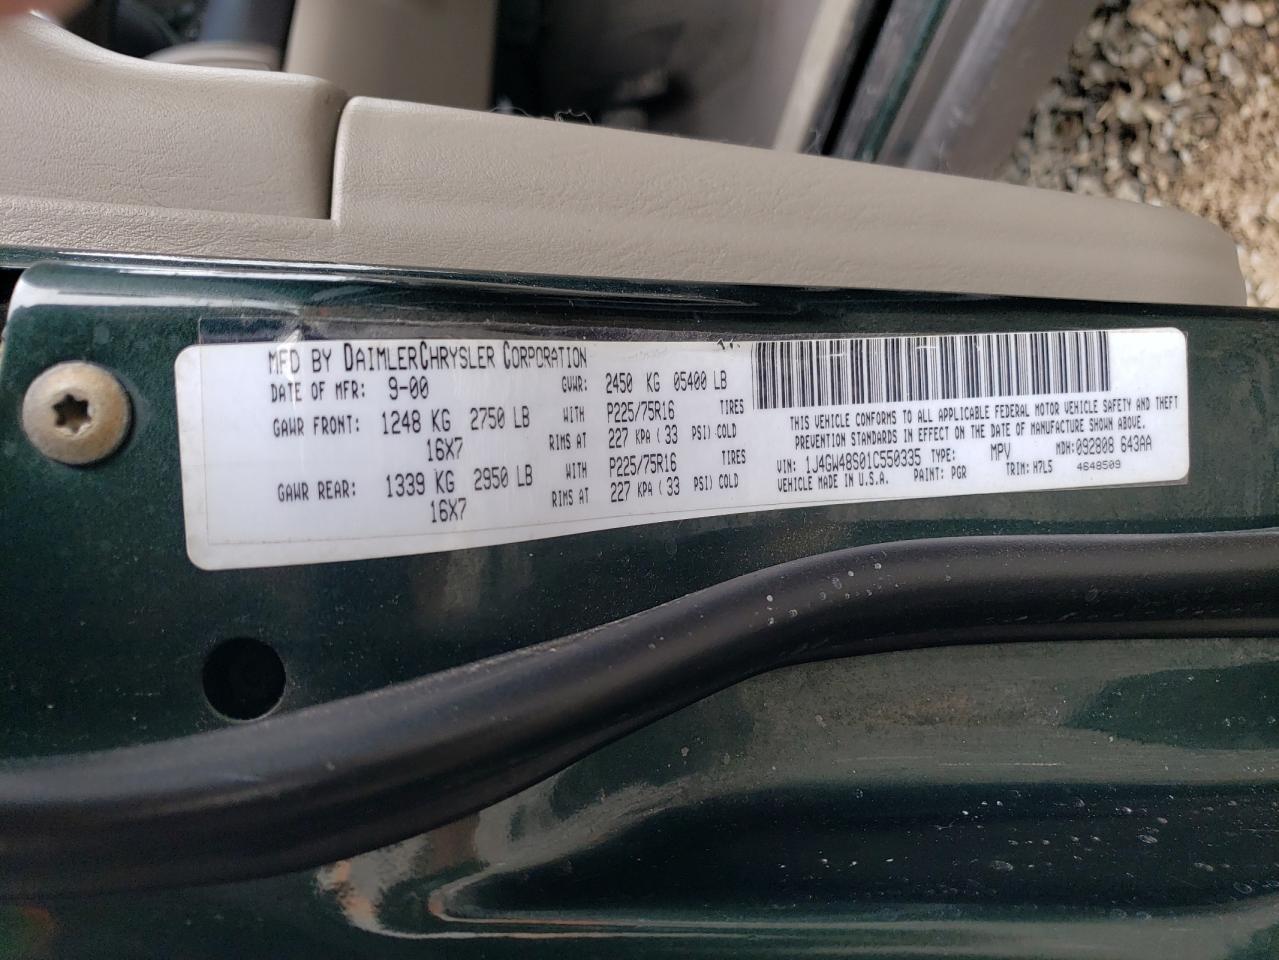 MFD BY DAIMLERCHRYSLER CORPORATION
DATE OF MFR: 9-00 GVWR: 2450 KG 05400 LB
GAWR FRONT: 1248 KG 2750 LB WITH P225/75R16 TIRES
16X7 RIMS AT 227 KPA ( 33 PSI) COLD
GAWR REAR: 1339 KG 2950 LB WITH P225/75R16 TIRES
16X7 RIMS AT 227 KPA ( 33 PSI) COLD
THIS VEHICLE CONFORMS TO ALL APPLICABLE FEDERAL MOTOR VEHICLE SAFETY AND THEFT
PREVENTION STANDARDS IN EFFECT ON THE DATE OF MANUFACTURE SHOWN ABOVE.
VIN: 1J4GW48S01C550335 TYPE: MPV MDH: 092808 643AA
VEHICLE MADE IN U.S.A. PAINT: PGR TRIM: H7L5 4648509